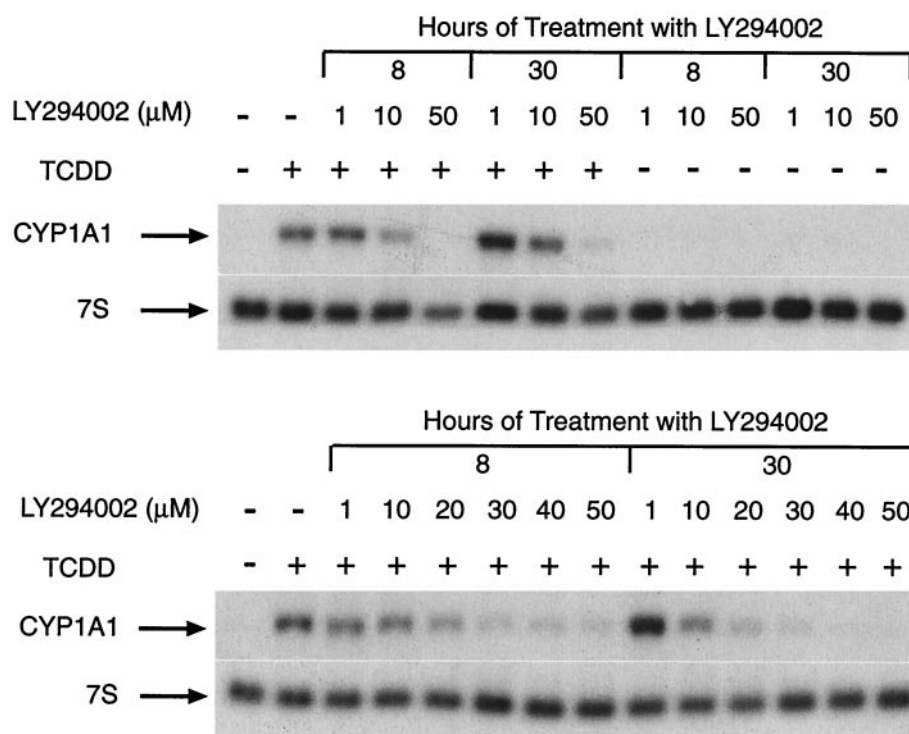 Hours of Treatment with LY294002
8 30 8 30
LY294002 (μM) - - 1 10 50 1 10 50 1 10 50 1 10 50
TCDD - + + + + + + + - - - - - -
CYP1A1
7S
Hours of Treatment with LY294002
8 30
LY294002 (μM) - - 1 10 20 30 40 50 1 10 20 30 40 50
TCDD - + + + + + + + + + + + + +
CYP1A1
7S